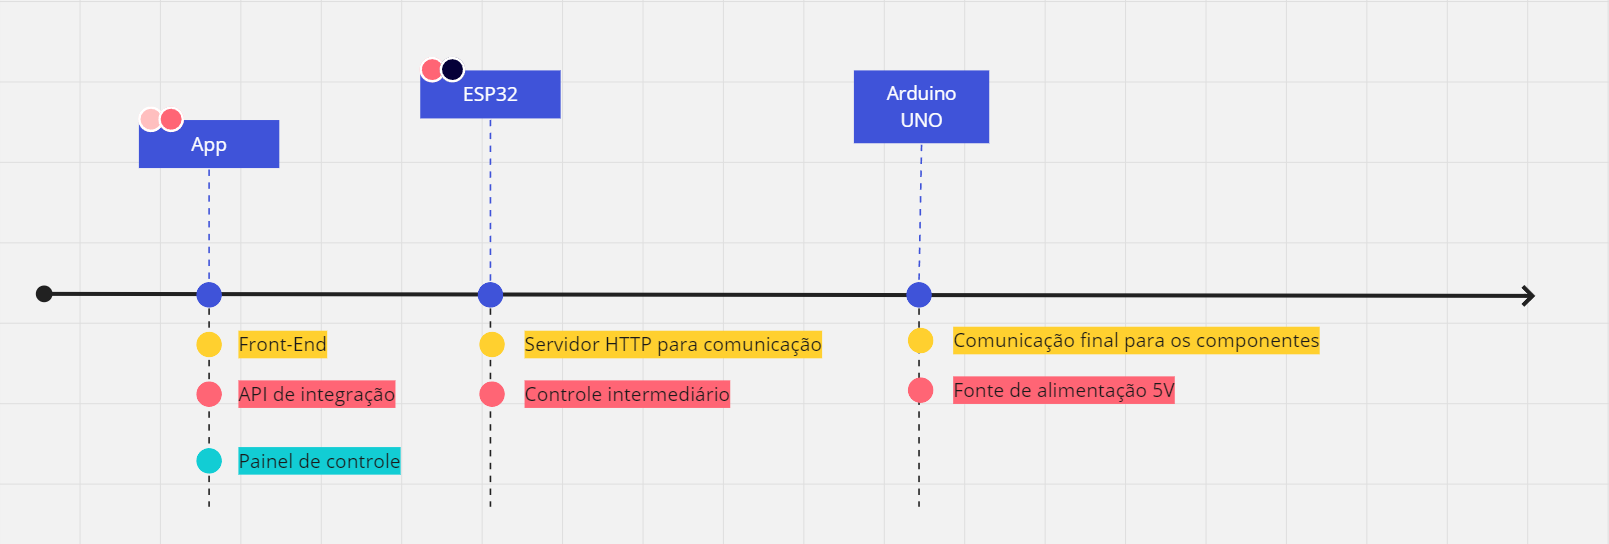 App
ESP32
Arduino
UNO
Front-End
API de integração
Painel de controle
Servidor HTTP para comunicação
Controle intermediário
Comunicação final para os componentes
Fonte de alimentação 5V